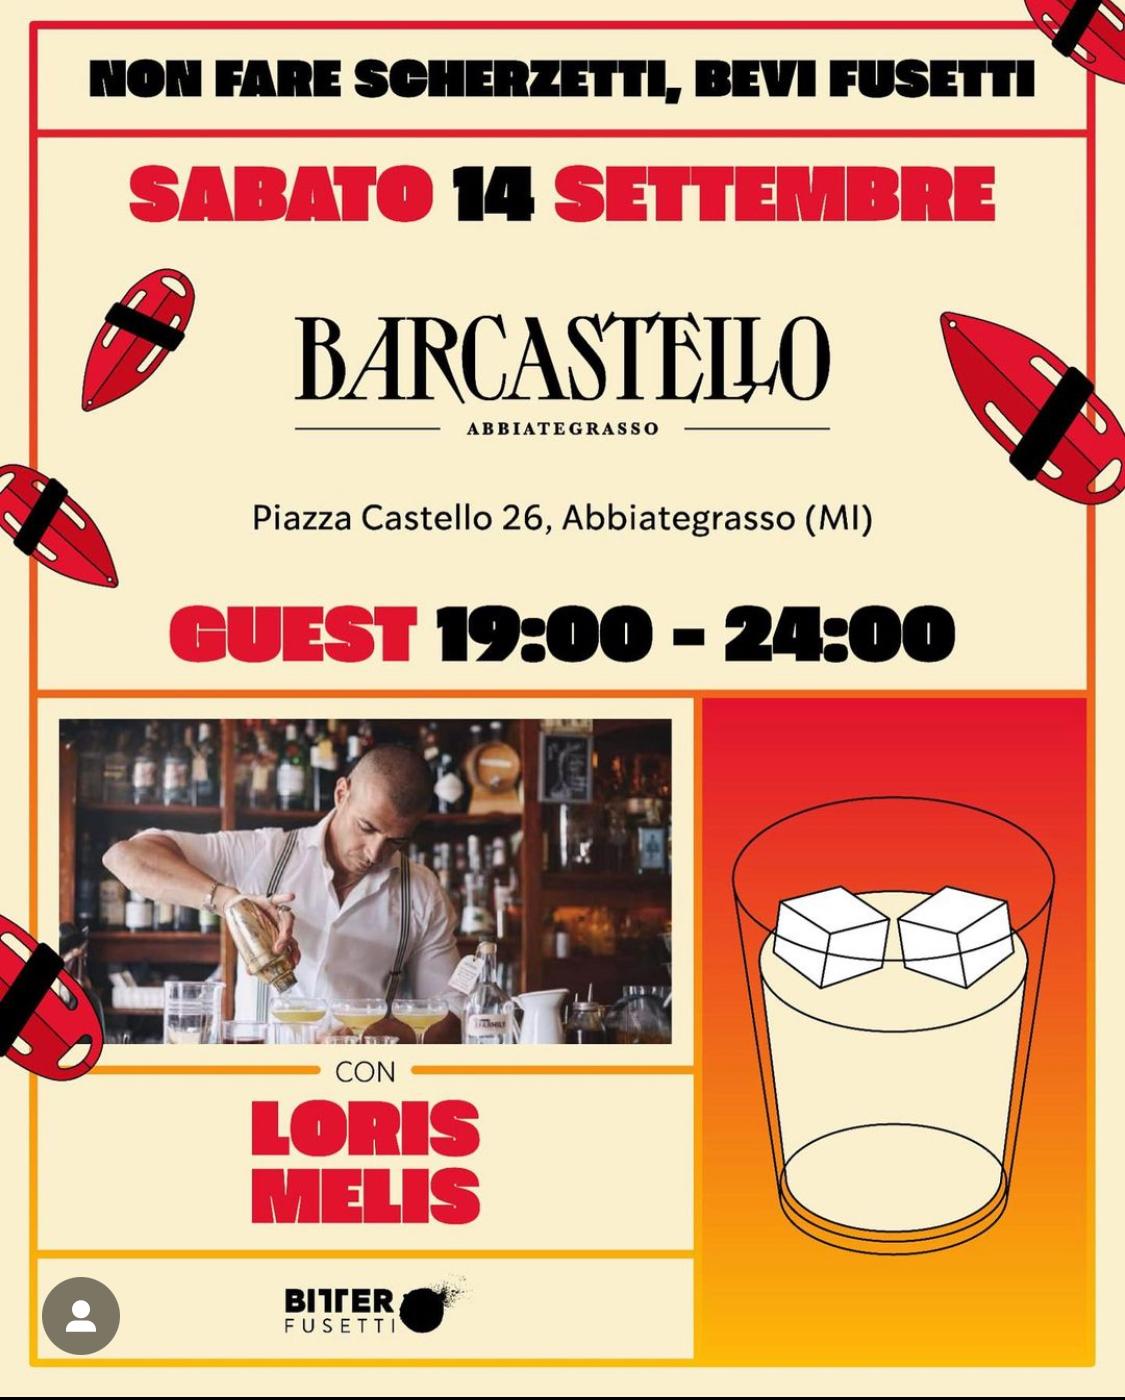 NON FARE SCHERZETTI, BEVI FUSETTI
SABATO 14 SETTEMBRE
BARCASTELLO
ABBIATEGRASSO
Piazza Castello 26, Abbiategrasso (MI)
GUEST 19:00 - 24:00
CON
LORIS
MELIS
BITTER
FUSETTI